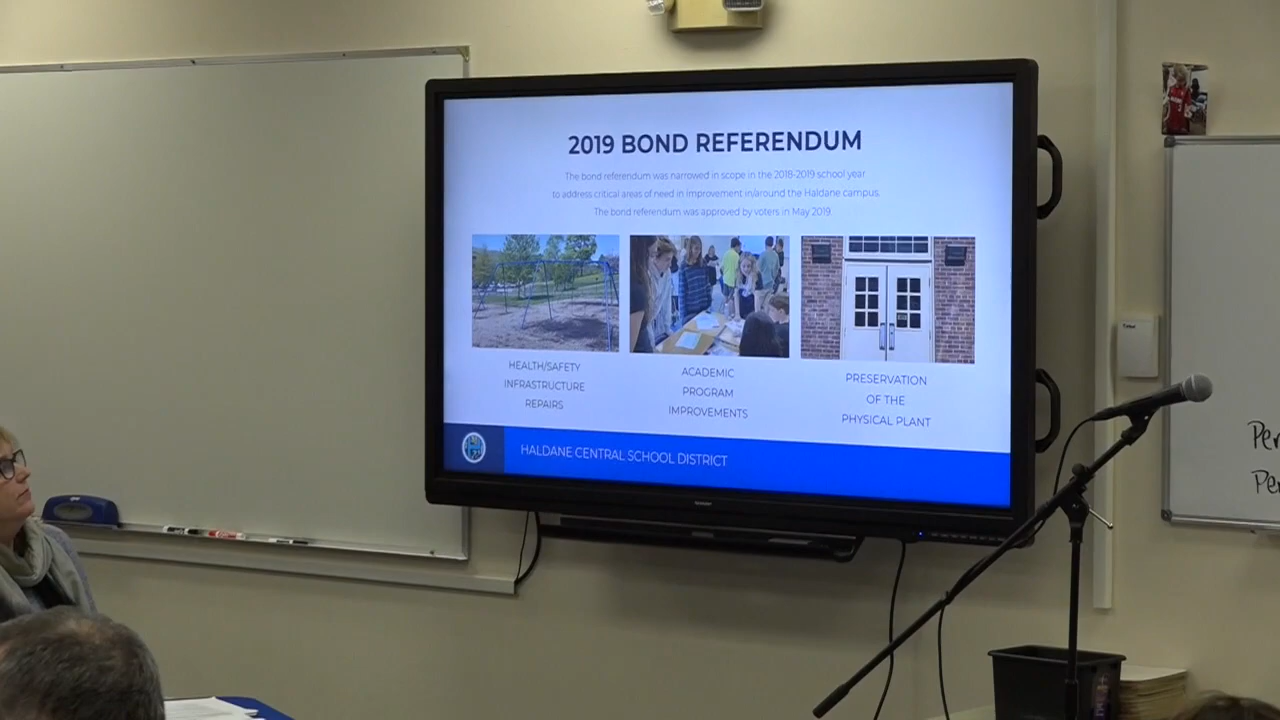 2019 BOND REFERENDUM
The bond referendum was narrowed in scope in the 2018-2019 school year
to address critical areas of need in improvement in/around the Haldane campus.
The bond referendum was approved by voters in May 2019.
HEALTH/SAFETY
INFRASTRUCTURE
REPAIRS
ACADEMIC
PROGRAM
IMPROVEMENTS
PRESERVATION
OF THE
PHYSICAL PLANT
HALDANE CENTRAL SCHOOL DISTRICT